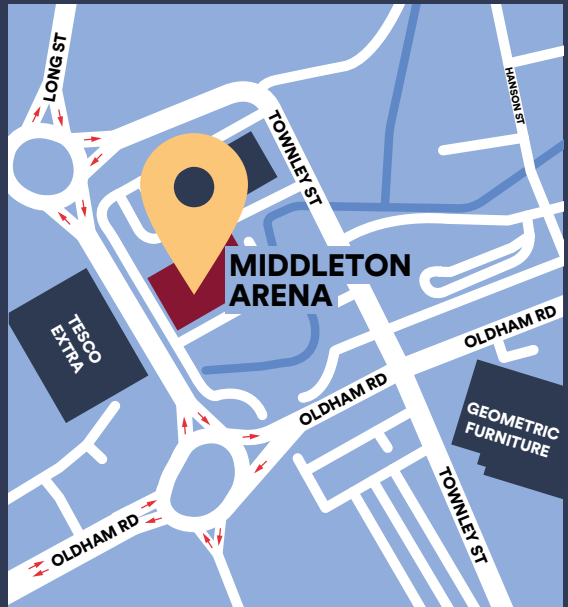 LONG ST
HANSON ST
TOWNLEY ST
MIDDLETON
ARENA
TESCO
EXTRA
OLDHAM RD
OLDHAM RD
GEOMETRIC
FURNITURE
TOWNLEY ST
OLDHAM RD